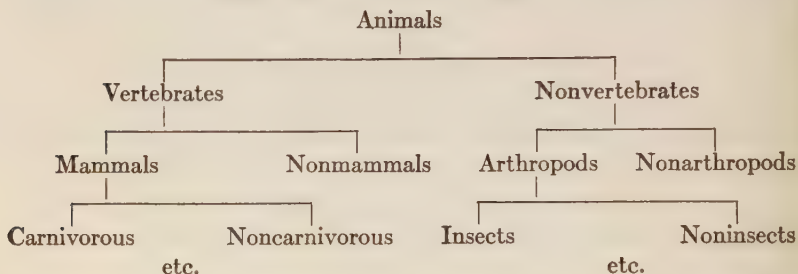 Animals
Vertebrates Nonvertebrates
Mammals Nonmammals Arthropods Nonarthropods
Carnivorous Noncarnivorous Insects Noninsects
etc. etc.